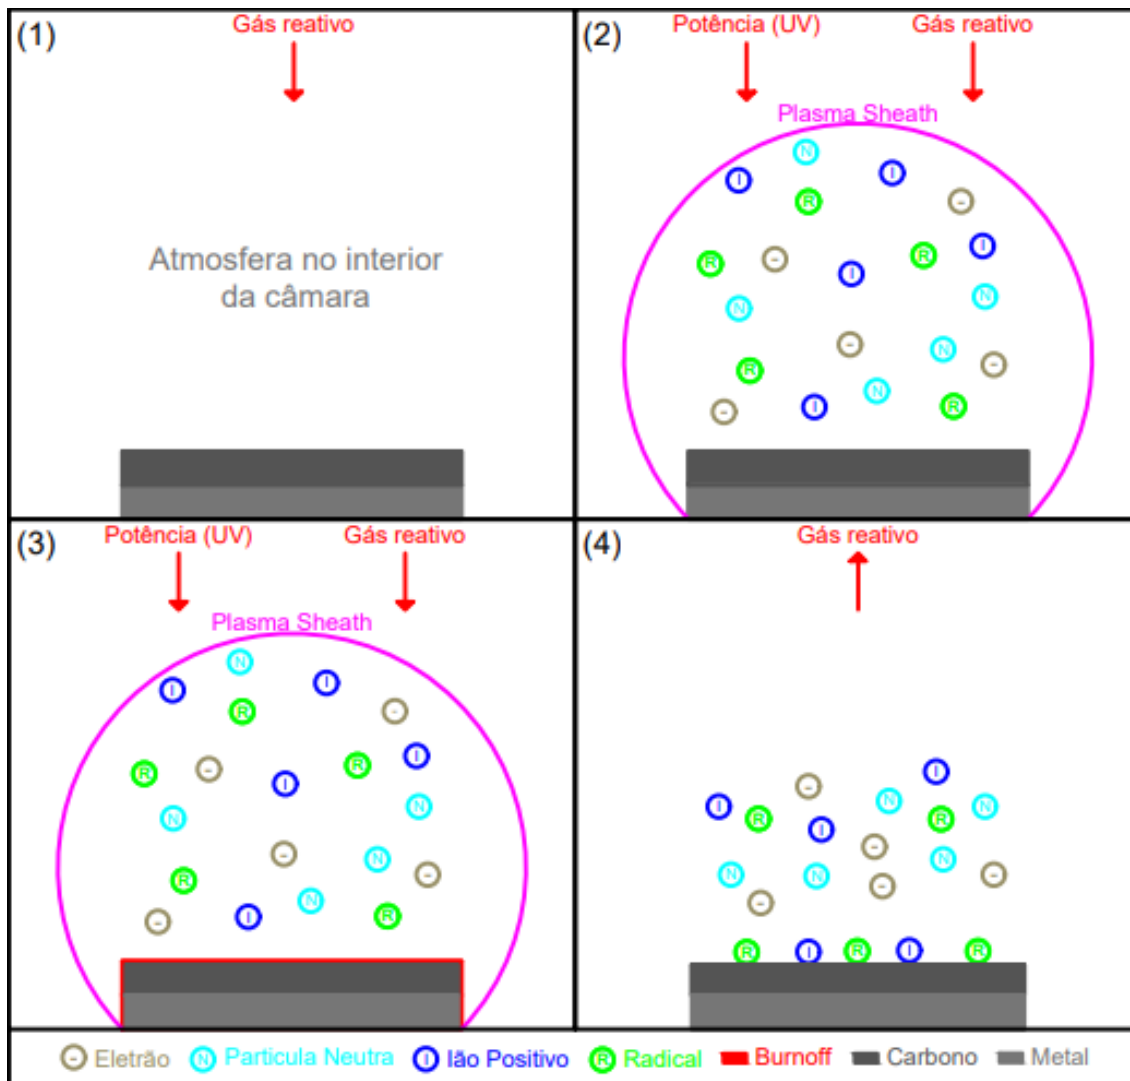 (1)
Gás reativo
Atmosfera no interior
da câmara
(2)
Potência (UV)
Gás reativo
Plasma Sheath
N
I
I
R
-
I
R
-
R
I
N
N
-
N
-
R
N
-
I
R
(3)
Potência (UV)
Gás reativo
Plasma Sheath
N
I
I
R
-
I
R
-
R
I
N
N
-
N
-
R
N
-
I
R
(4)
Gás reativo
I
-
N
I
N
R
R
I
-
N
N
N
-
-
-
R
I
R
I
R
- Eletrão
N Particula Neutra
I Ião Positivo
R Radical
Burnoff
Carbono
Metal